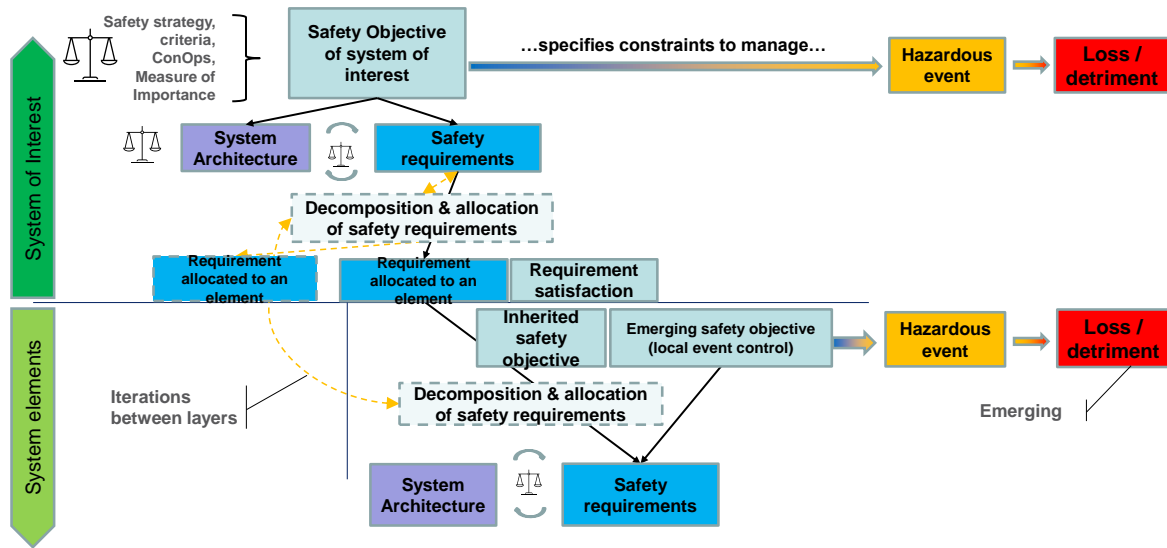 Safety strategy,
criteria,
ConOps,
Measure of
Importance
Safety Objective
of system of
interest
…specifies constraints to manage…
Hazardous
event
Loss /
detriment
System of Interest
System
Architecture
Safety
requirements
Decomposition & allocation
of safety requirements
Requirement
allocated to an
element
Requirement
allocated to an
element
Requirement
satisfaction
System elements
Inherited
safety
objective
Emerging safety objective
(local event control)
Hazardous
event
Loss /
detriment
Iterations
between layers
Decomposition & allocation
of safety requirements
Emerging
System
Architecture
Safety
requirements